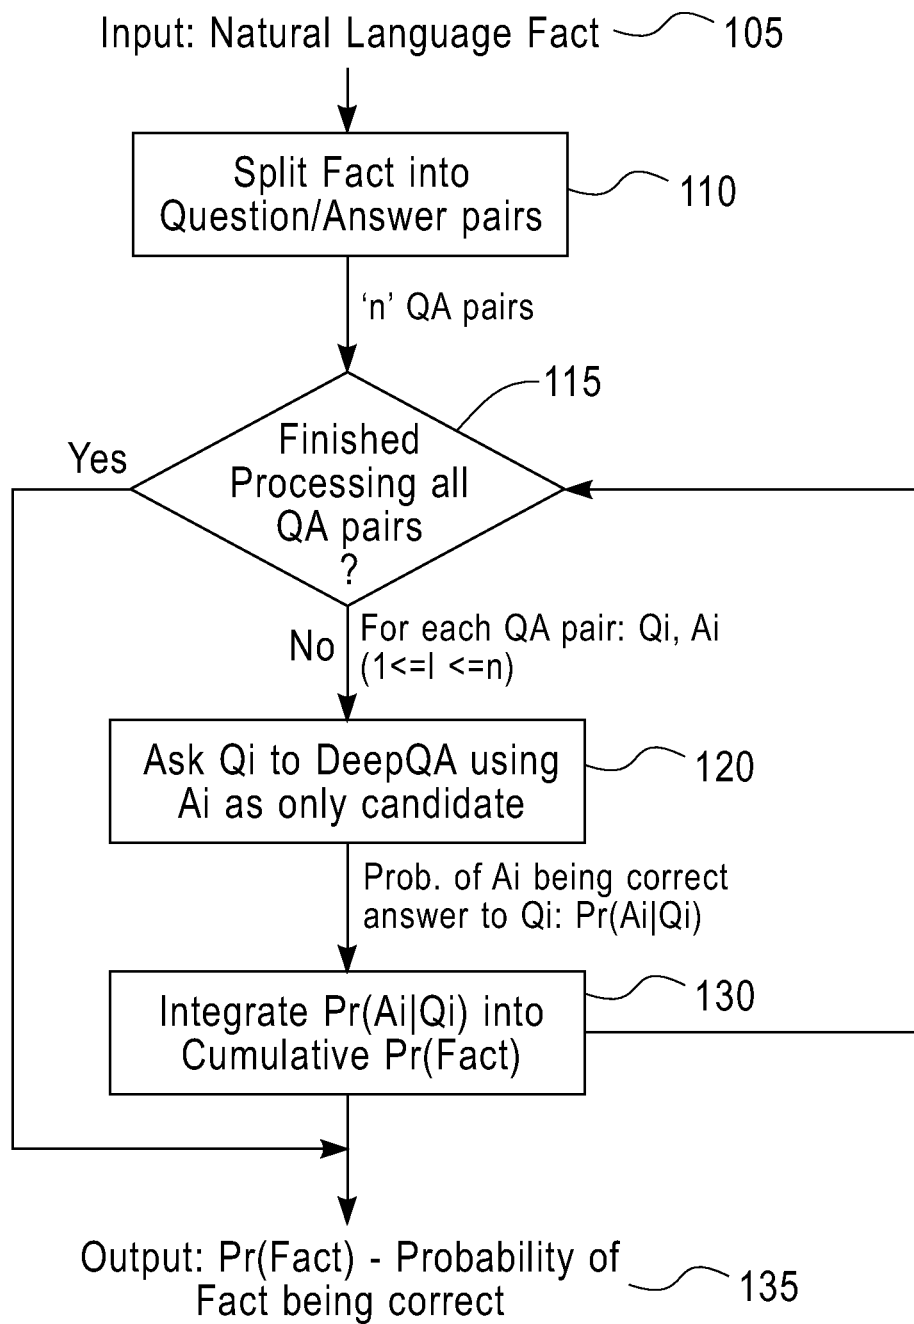 Input: Natural Language Fact 105
Split Fact into
Question/Answer pairs
110
‘n’ QA pairs
115
Finished
Processing all
QA pairs
?
Yes
No
For each QA pair: Qi, Ai
(1<=I <=n)
Ask Qi to DeepQA using
Ai as only candidate
120
Prob. of Ai being correct
answer to Qi: Pr(Ai|Qi)
Integrate Pr(Ai|Qi) into
Cumulative Pr(Fact)
130
Output: Pr(Fact) - Probability of
Fact being correct
135